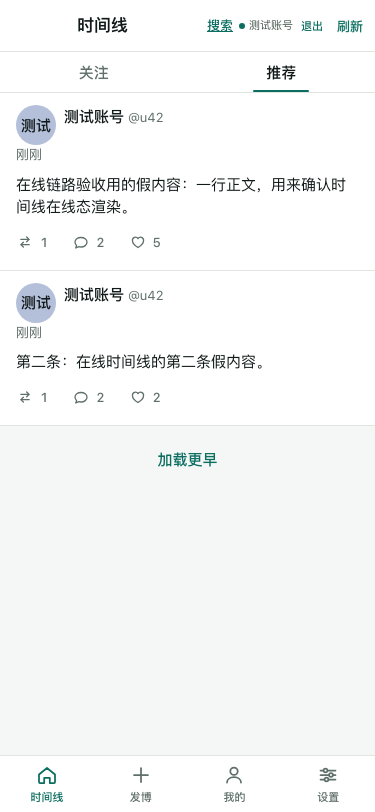 时间线
搜索 测试账号 退出 刷新
关注 推荐
测试
测试账号 @u42
刚刚
在线链路验收用的假内容：一行正文，用来确认时
间线在线态渲染。
1 2 5
测试
测试账号 @u42
刚刚
第二条：在线时间线的第二条假内容。
1 2 2
加载更早
时间线 发博 我的 设置